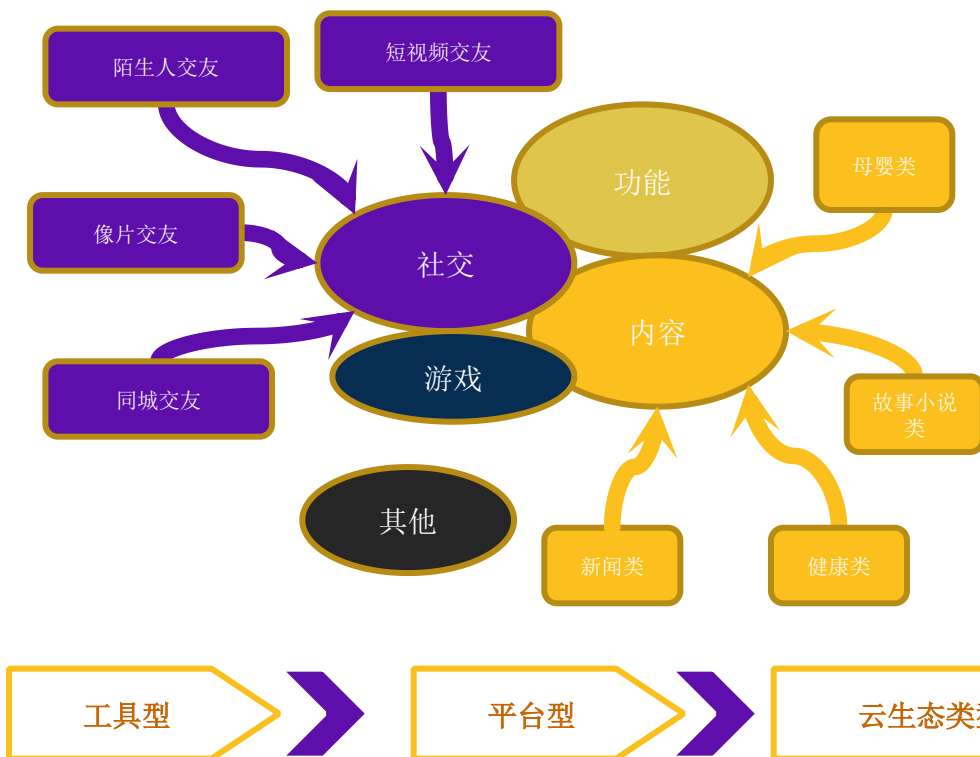 陌生人交友
短视频交友
功能
母婴类
像片交友
社交
内容
游戏
同城交友
故事小说
类
其他
新闻类
健康类
工具型
平台型
云生态类